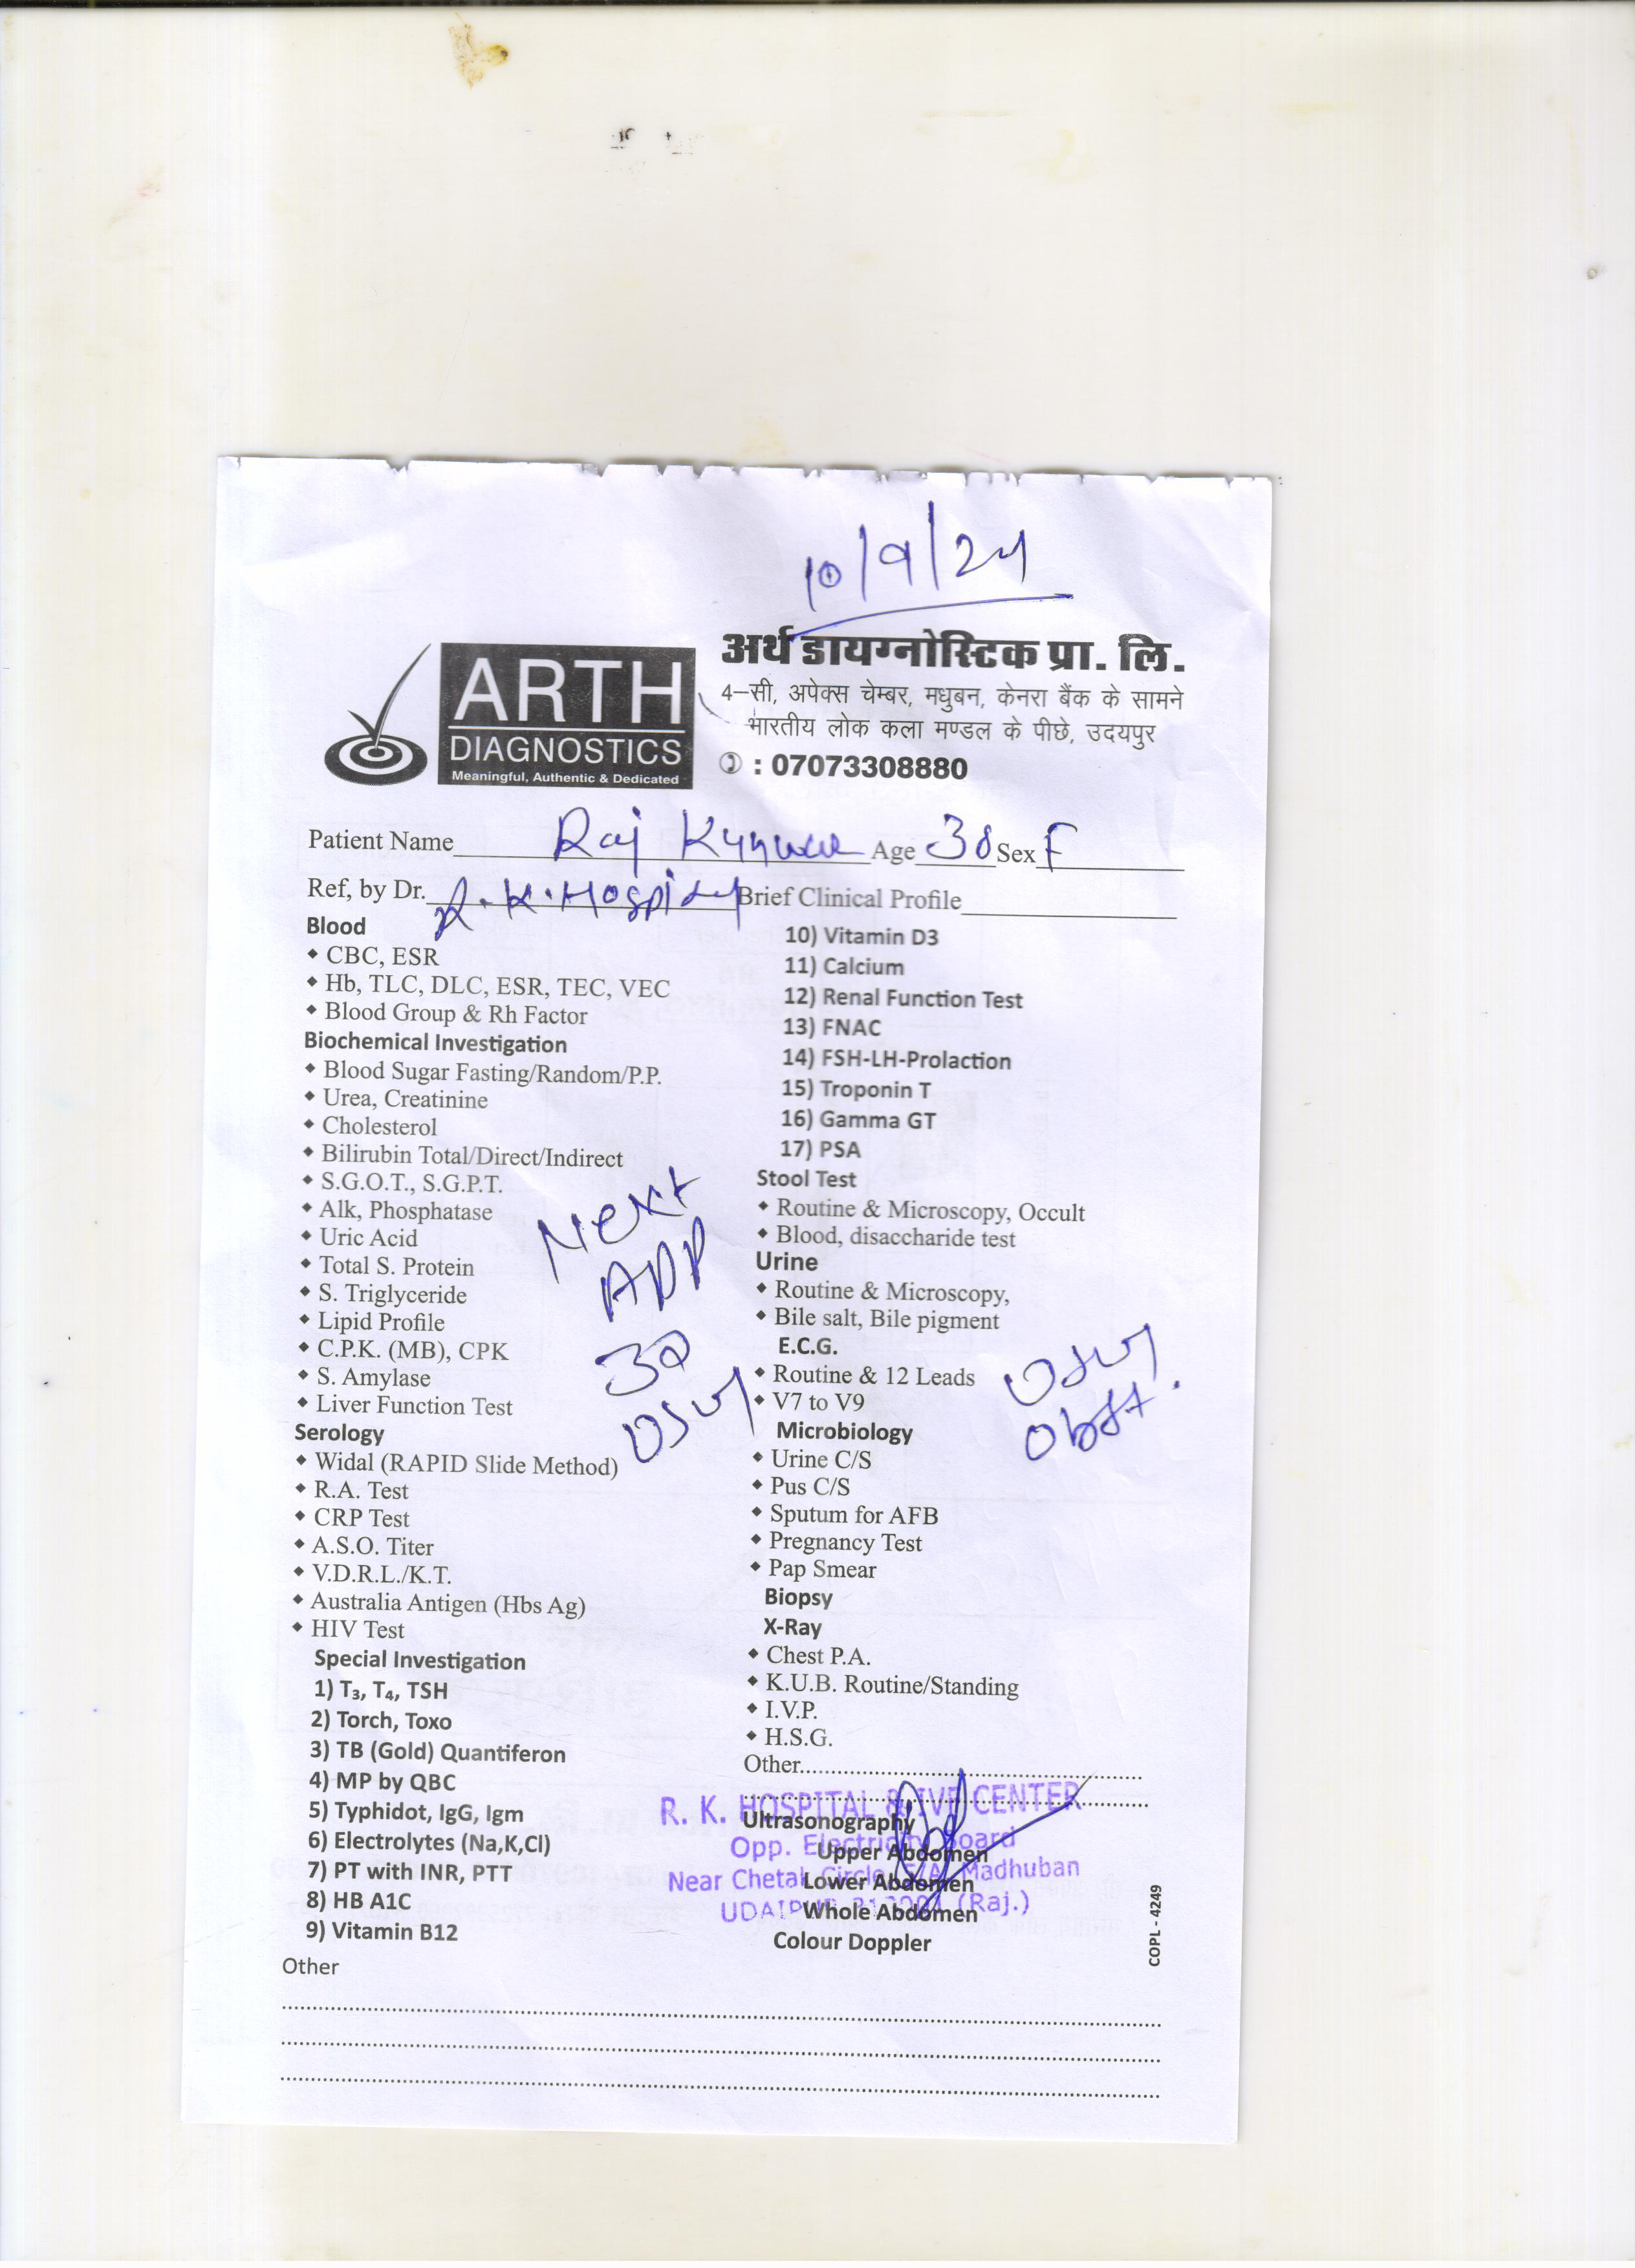 10/9/24
ARTH
DIAGNOSTICS
Meaningful, Authentic & Dedicated
अर्थ डायग्नोस्टिक प्रा. लि.
4–सी, अपेक्स चेम्बर, मधुबन, केनरा बैंक के सामने
भारतीय लोक कला मण्डल के पीछे, उदयपुर
: 07073308880
Patient Name Raj Kunwar Age 30 Sex F
Ref, by Dr. R.K. Hospital Brief Clinical Profile
Blood
CBC, ESR
Hb, TLC, DLC, ESR, TEC, VEC
Blood Group & Rh Factor
Biochemical Investigation
Blood Sugar Fasting/Random/P.P.
Urea, Creatinine
Cholesterol
Bilirubin Total/Direct/Indirect
S.G.O.T., S.G.P.T.
Alk, Phosphatase
Uric Acid
Total S. Protein
S. Triglyceride
Lipid Profile
C.P.K. (MB), CPK
S. Amylase
Liver Function Test
Next
APP
Serology
Widal (RAPID Slide Method)
R.A. Test
CRP Test
A.S.O. Titer
V.D.R.L./K.T.
Australia Antigen (Hbs Ag)
HIV Test
Special Investigation
1) T₃, T₄, TSH
2) Torch, Toxo
3) TB (Gold) Quantiferon
4) MP by QBC
5) Typhidot, IgG, Igm
6) Electrolytes (Na,K,Cl)
7) PT with INR, PTT
8) HB A1C
9) Vitamin B12
10) Vitamin D3
11) Calcium
12) Renal Function Test
13) FNAC
14) FSH-LH-Prolaction
15) Troponin T
16) Gamma GT
17) PSA
Stool Test
Routine & Microscopy, Occult
Blood, disaccharide test
Urine
Routine & Microscopy,
Bile salt, Bile pigment
E.C.G.
Routine & 12 Leads
V7 to V9
Obst.
Microbiology
Urine C/S
Pus C/S
Sputum for AFB
Pregnancy Test
Pap Smear
Biopsy
X-Ray
Chest P.A.
K.U.B. Routine/Standing
I.V.P.
H.S.G.
Other
Ultrasonography
Upper Abdomen
Lower Abdomen
Whole Abdomen
Colour Doppler
R. K. HOSPITAL & IVF CENTER
Opp. Electricity Board
Near Chetak Circle, 5/A, Madhuban
UDAIPUR 313001 (Raj.)
COPL - 4249
Other